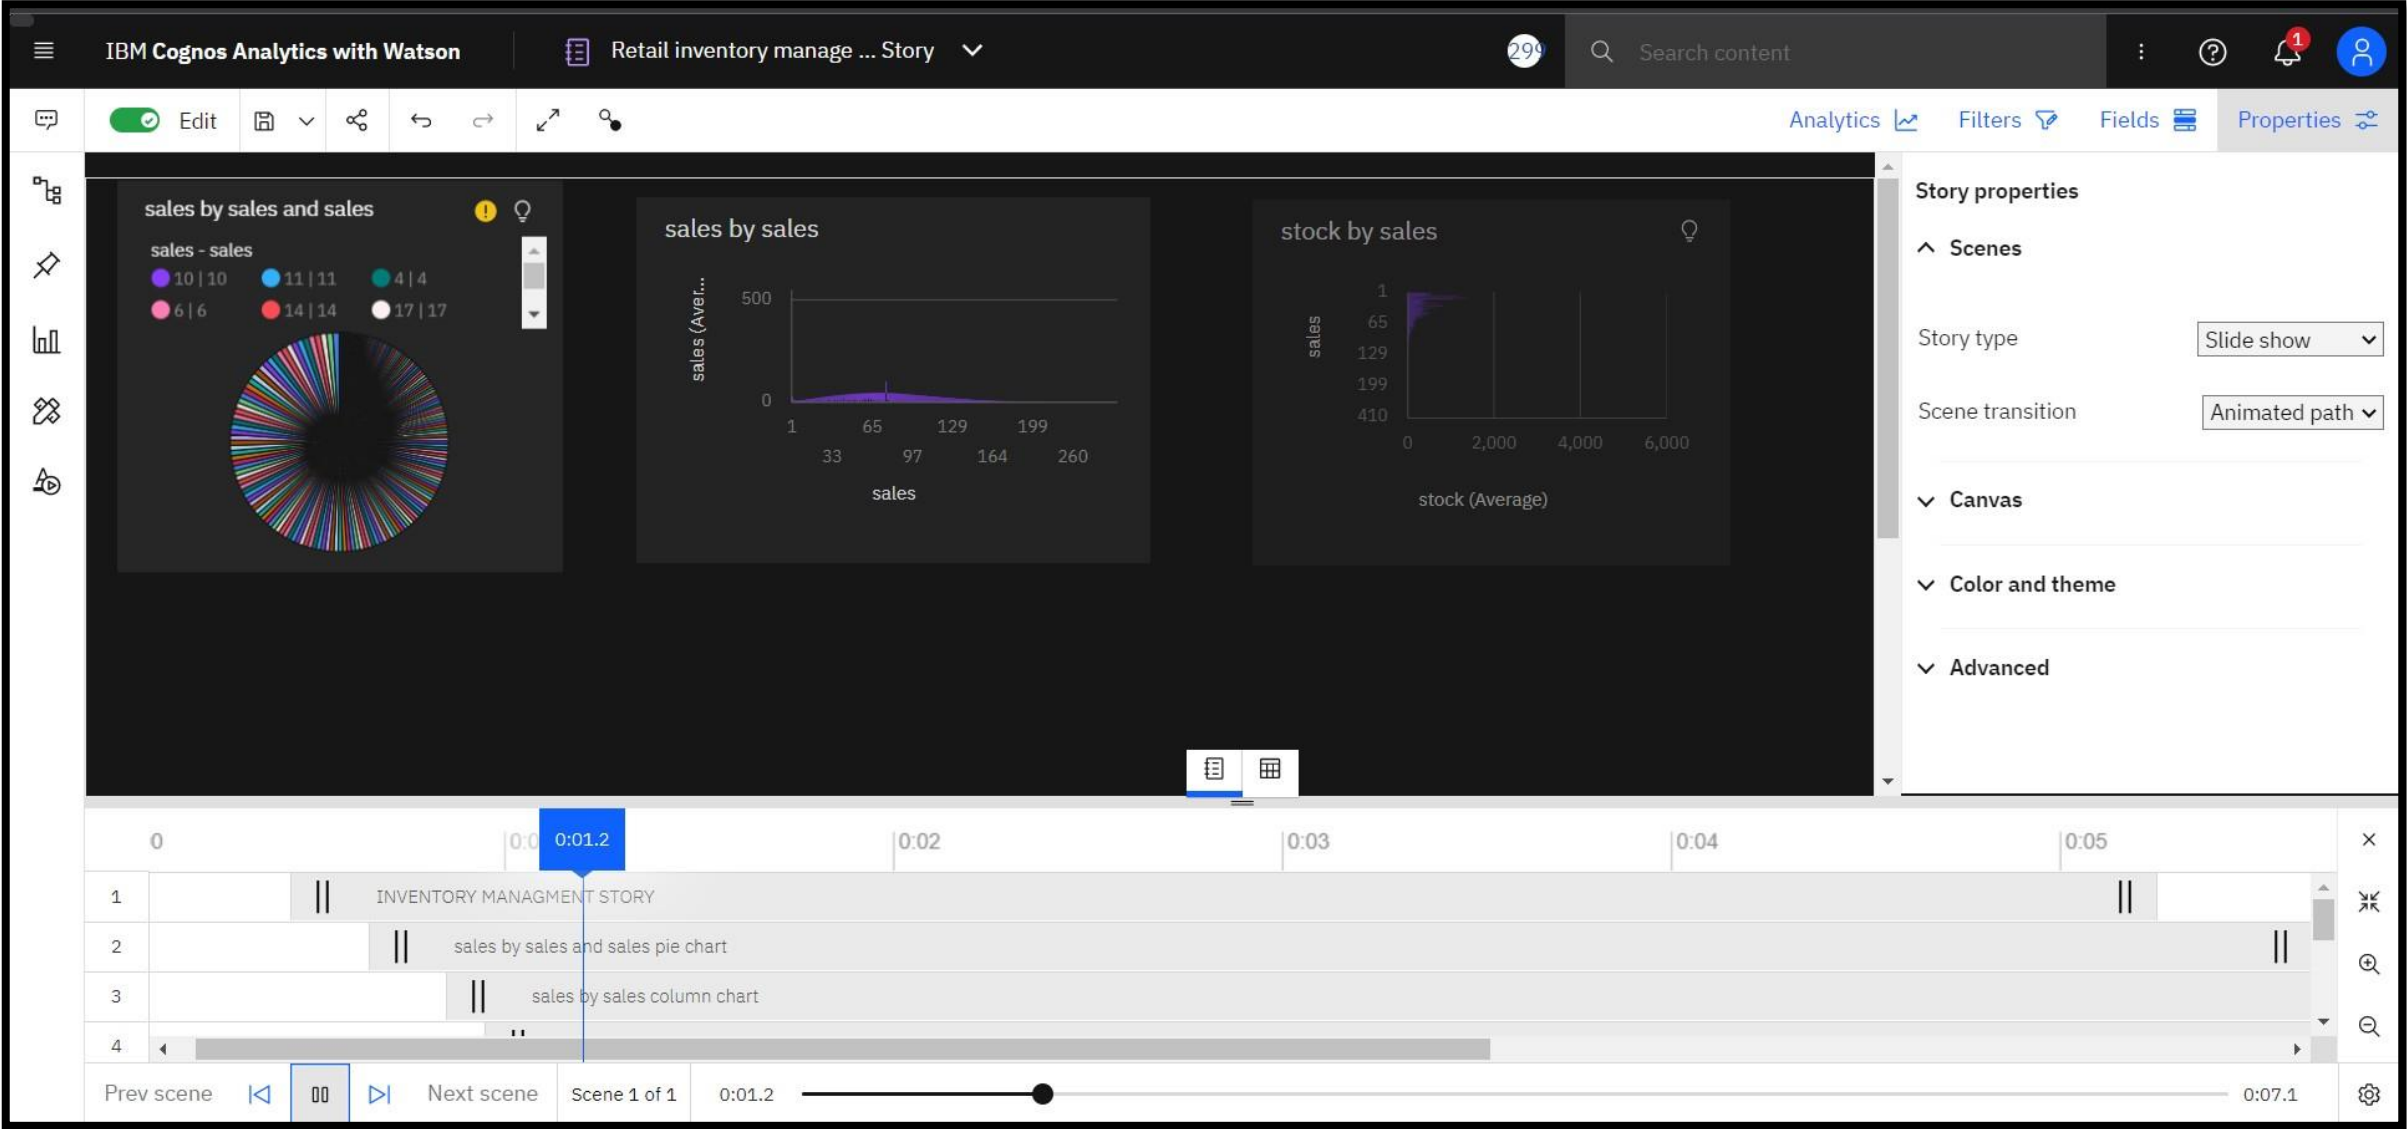 IBM Cognos Analytics with Watson
Retail inventory manage ... Story
299
Search content
1
Edit
Analytics
Filters
Fields
Properties
sales by sales and sales
sales - sales
10 | 10
11 | 11
4 | 4
6 | 6
14 | 14
17 | 17
sales by sales
sales (Aver...
500
0
1
65
129
199
33
97
164
260
sales
stock by sales
sales
1
65
129
199
410
0
2,000
4,000
6,000
stock (Average)
Story properties
Scenes
Story type
Slide show
Scene transition
Animated path
Canvas
Color and theme
Advanced
0
0:0
0:01.2
0:02
0:03
0:04
0:05
1
INVENTORY MANAGMENT STORY
2
sales by sales and sales pie chart
3
sales by sales column chart
4
Prev scene
Next scene
Scene 1 of 1
0:01.2
0:07.1